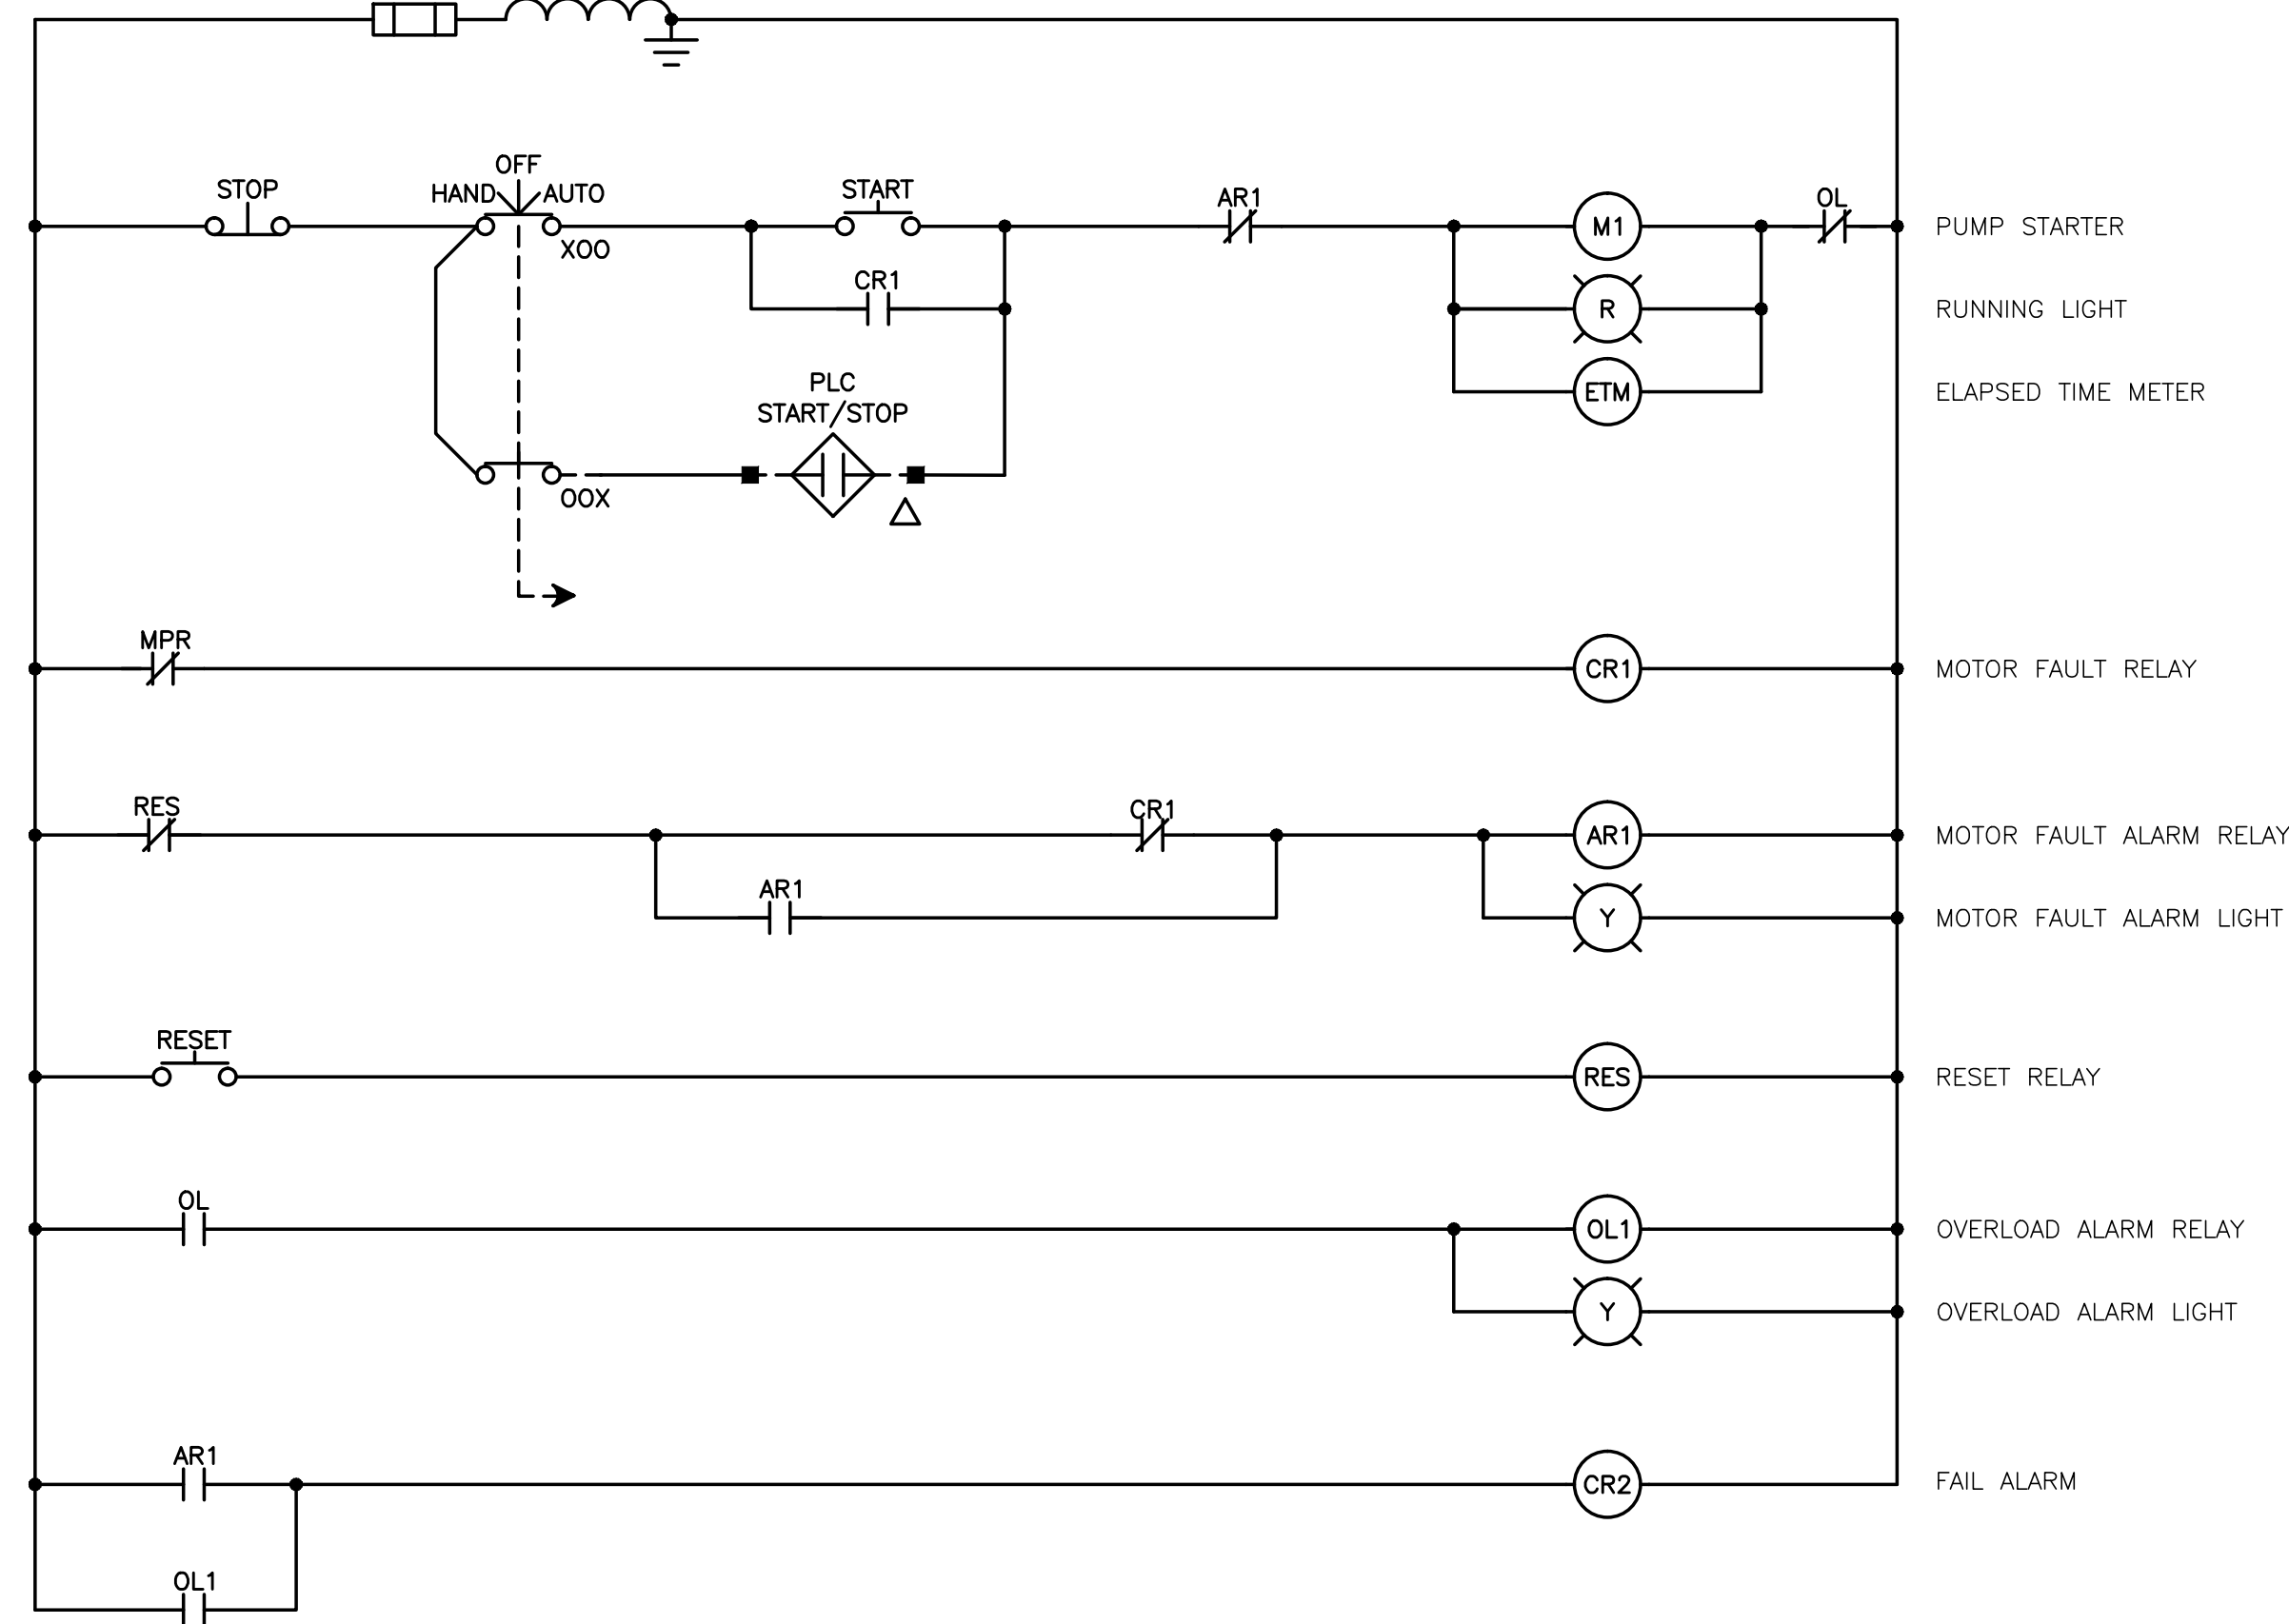 OFF
STOP
HAND AUTO
START
AR1
OL
M1
PUMP STARTER
XOO
CR1
R
RUNNING LIGHT
PLC
START/STOP
ETM
ELAPSED TIME METER
OOX
MPR
CR1
MOTOR FAULT RELAY
RES
CR1
AR1
MOTOR FAULT ALARM RELAY
AR1
Y
MOTOR FAULT ALARM LIGHT
RESET
RES
RESET RELAY
OL
OL1
OVERLOAD ALARM RELAY
Y
OVERLOAD ALARM LIGHT
AR1
CR2
FAIL ALARM
OL1